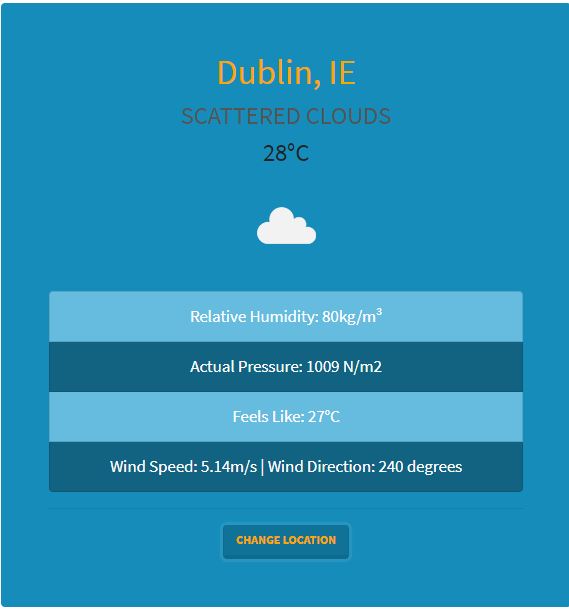 Dublin, IE
SCATTERED CLOUDS
28°C
Relative Humidity: 80kg/m³
Actual Pressure: 1009 N/m2
Feels Like: 27°C
Wind Speed: 5.14m/s | Wind Direction: 240 degrees
CHANGE LOCATION